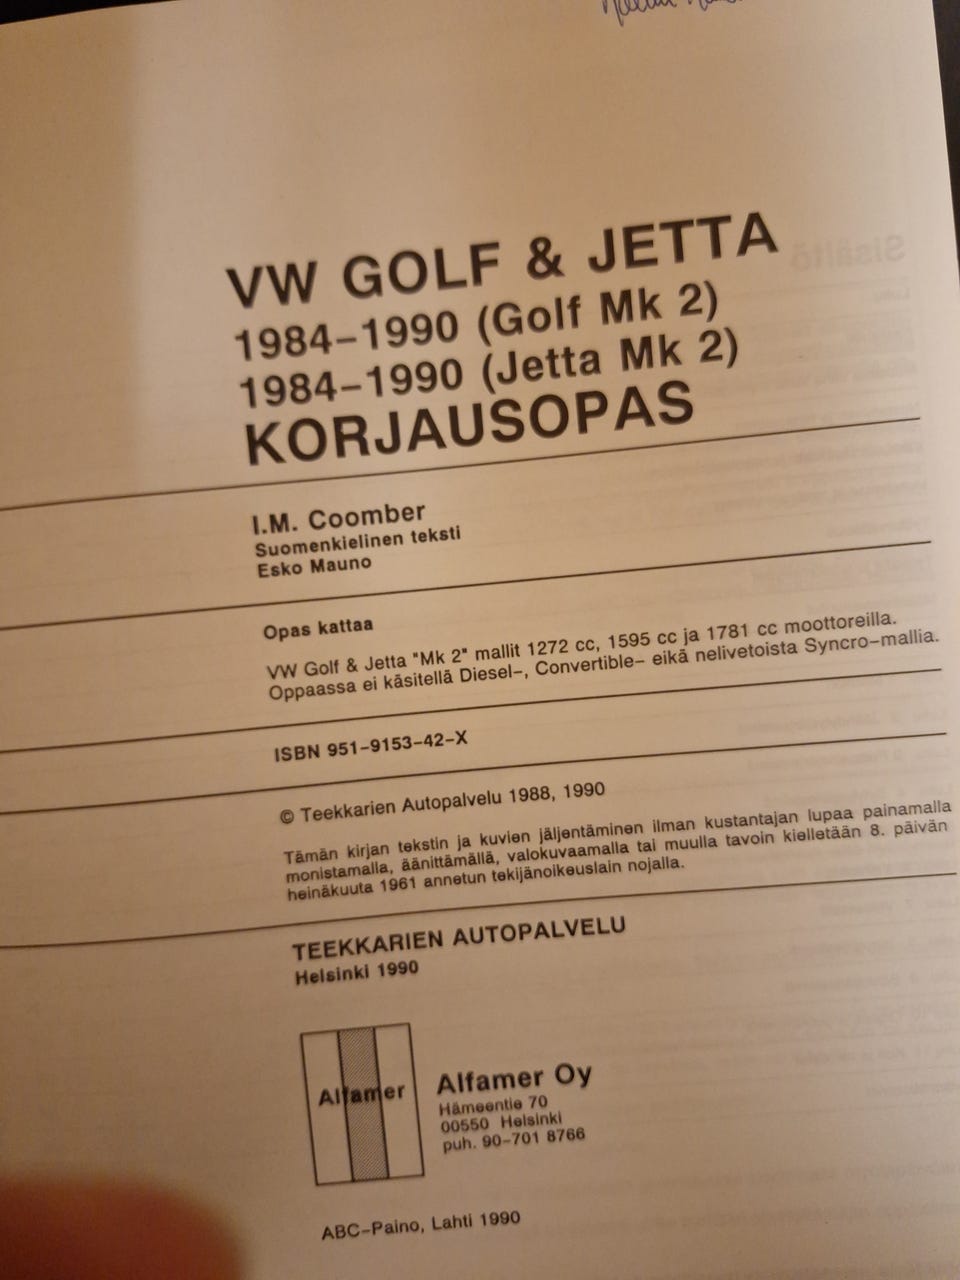 VW GOLF & JETTA
1984–1990 (Golf Mk 2)
1984–1990 (Jetta Mk 2)
KORJAUSOPAS
I.M. Coomber
Suomenkielinen teksti
Esko Mauno
Opas kattaa
VW Golf & Jetta "Mk 2" mallit 1272 cc, 1595 cc ja 1781 cc moottoreilla.
Oppaassa ei käsitellä Diesel–, Convertible– eikä nelivetoista Syncro–mallia.
ISBN 951–9153–42–X
© Teekkarien Autopalvelu 1988, 1990
Tämän kirjan tekstin ja kuvien jäljentäminen ilman kustantajan lupaa painamalla
monistamalla, äänittämällä, valokuvaamalla tai muulla tavoin kielletään 8. päivän
heinäkuuta 1961 annetun tekijänoikeuslain nojalla.
TEEKKARIEN AUTOPALVELU
Helsinki 1990
Alfamer
Alfamer Oy
Hämeentie 70
00550 Helsinki
puh. 90–701 8766
ABC–Paino, Lahti 1990
Sisältö